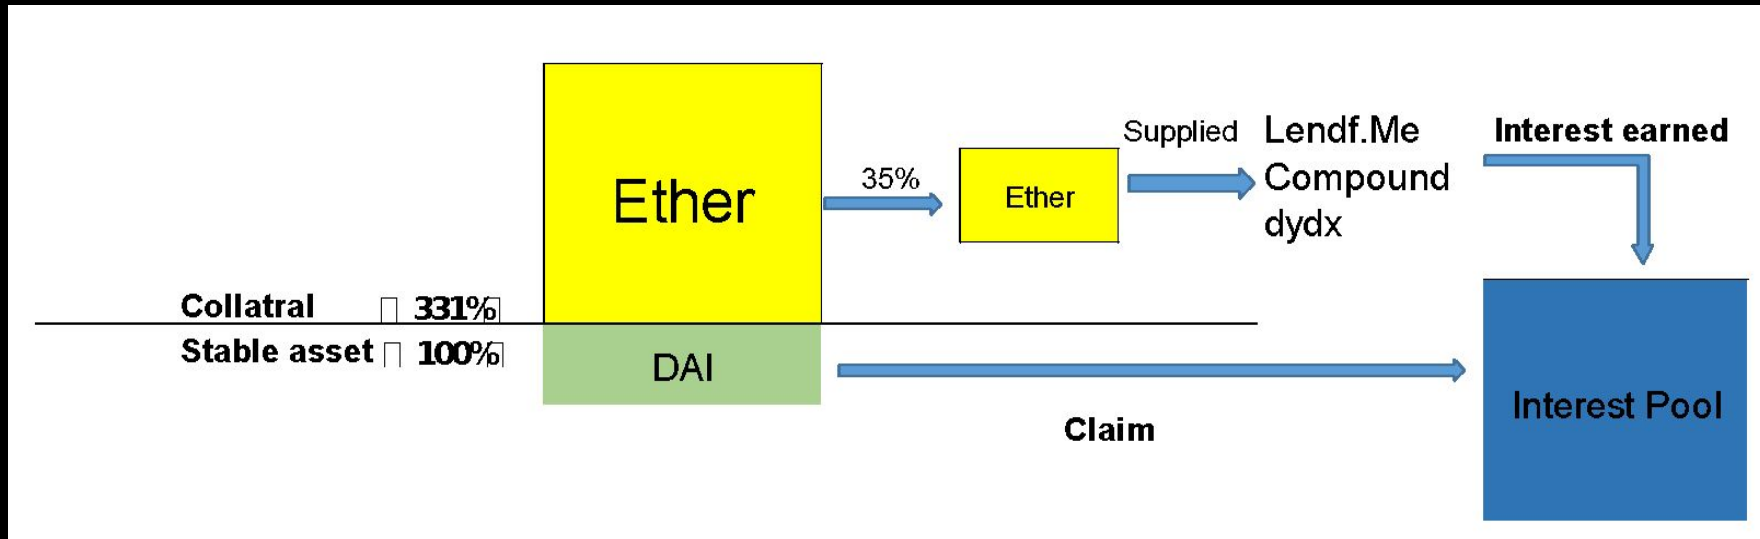 Ether
35%
Ether
Supplied
Lendf.Me
Compound
dydx
Interest earned
Collatral □ 331%□
Stable asset □ 100%□
DAI
Claim
Interest Pool